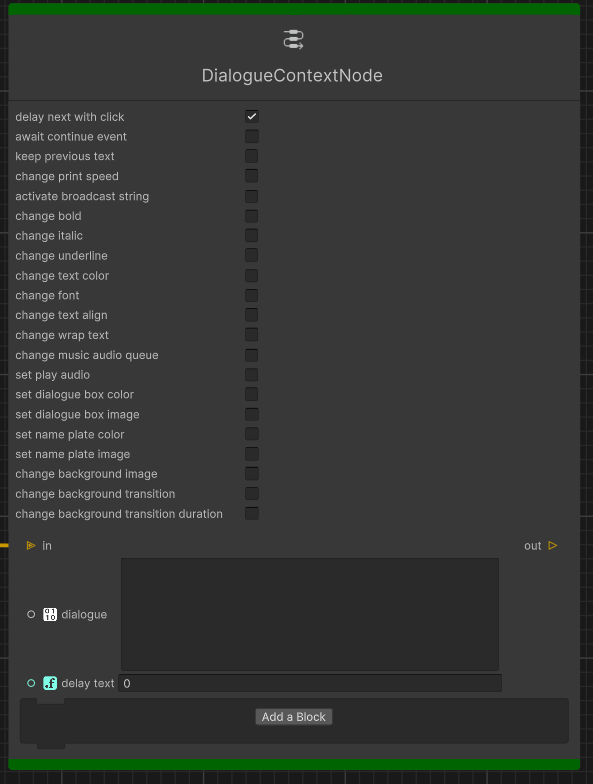 DialogueContextNode
delay next with click
await continue event
keep previous text
change print speed
activate broadcast string
change bold
change italic
change underline
change text color
change font
change text align
change wrap text
change music audio queue
set play audio
set dialogue box color
set dialogue box image
set name plate color
set name plate image
change background image
change background transition
change background transition duration
in out
01 10 dialogue
.f delay text 0
Add a Block